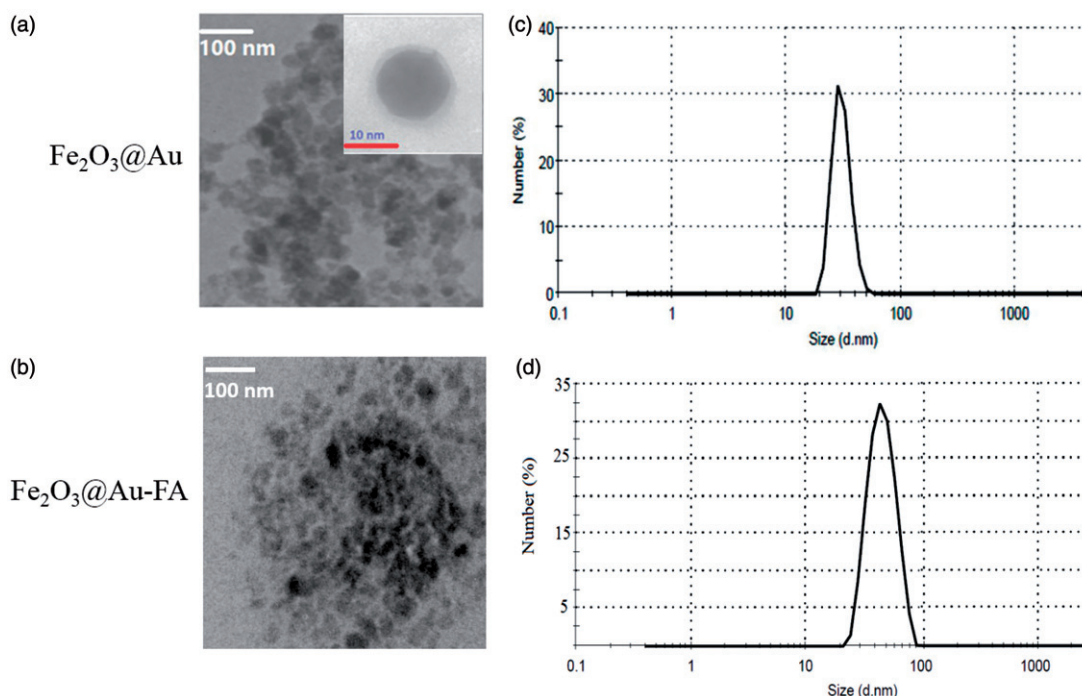 (a)
100 nm
10 nm
Fe₂O₃@Au
(c)
40
30
20
10
0
Number (%)
0.1 1 10 100 1000
Size (d.nm)
(b)
100 nm
Fe₂O₃@Au-FA
(d)
35
25
15
5
Number (%)
0.1 1 10 100 1000
Size (d.nm)